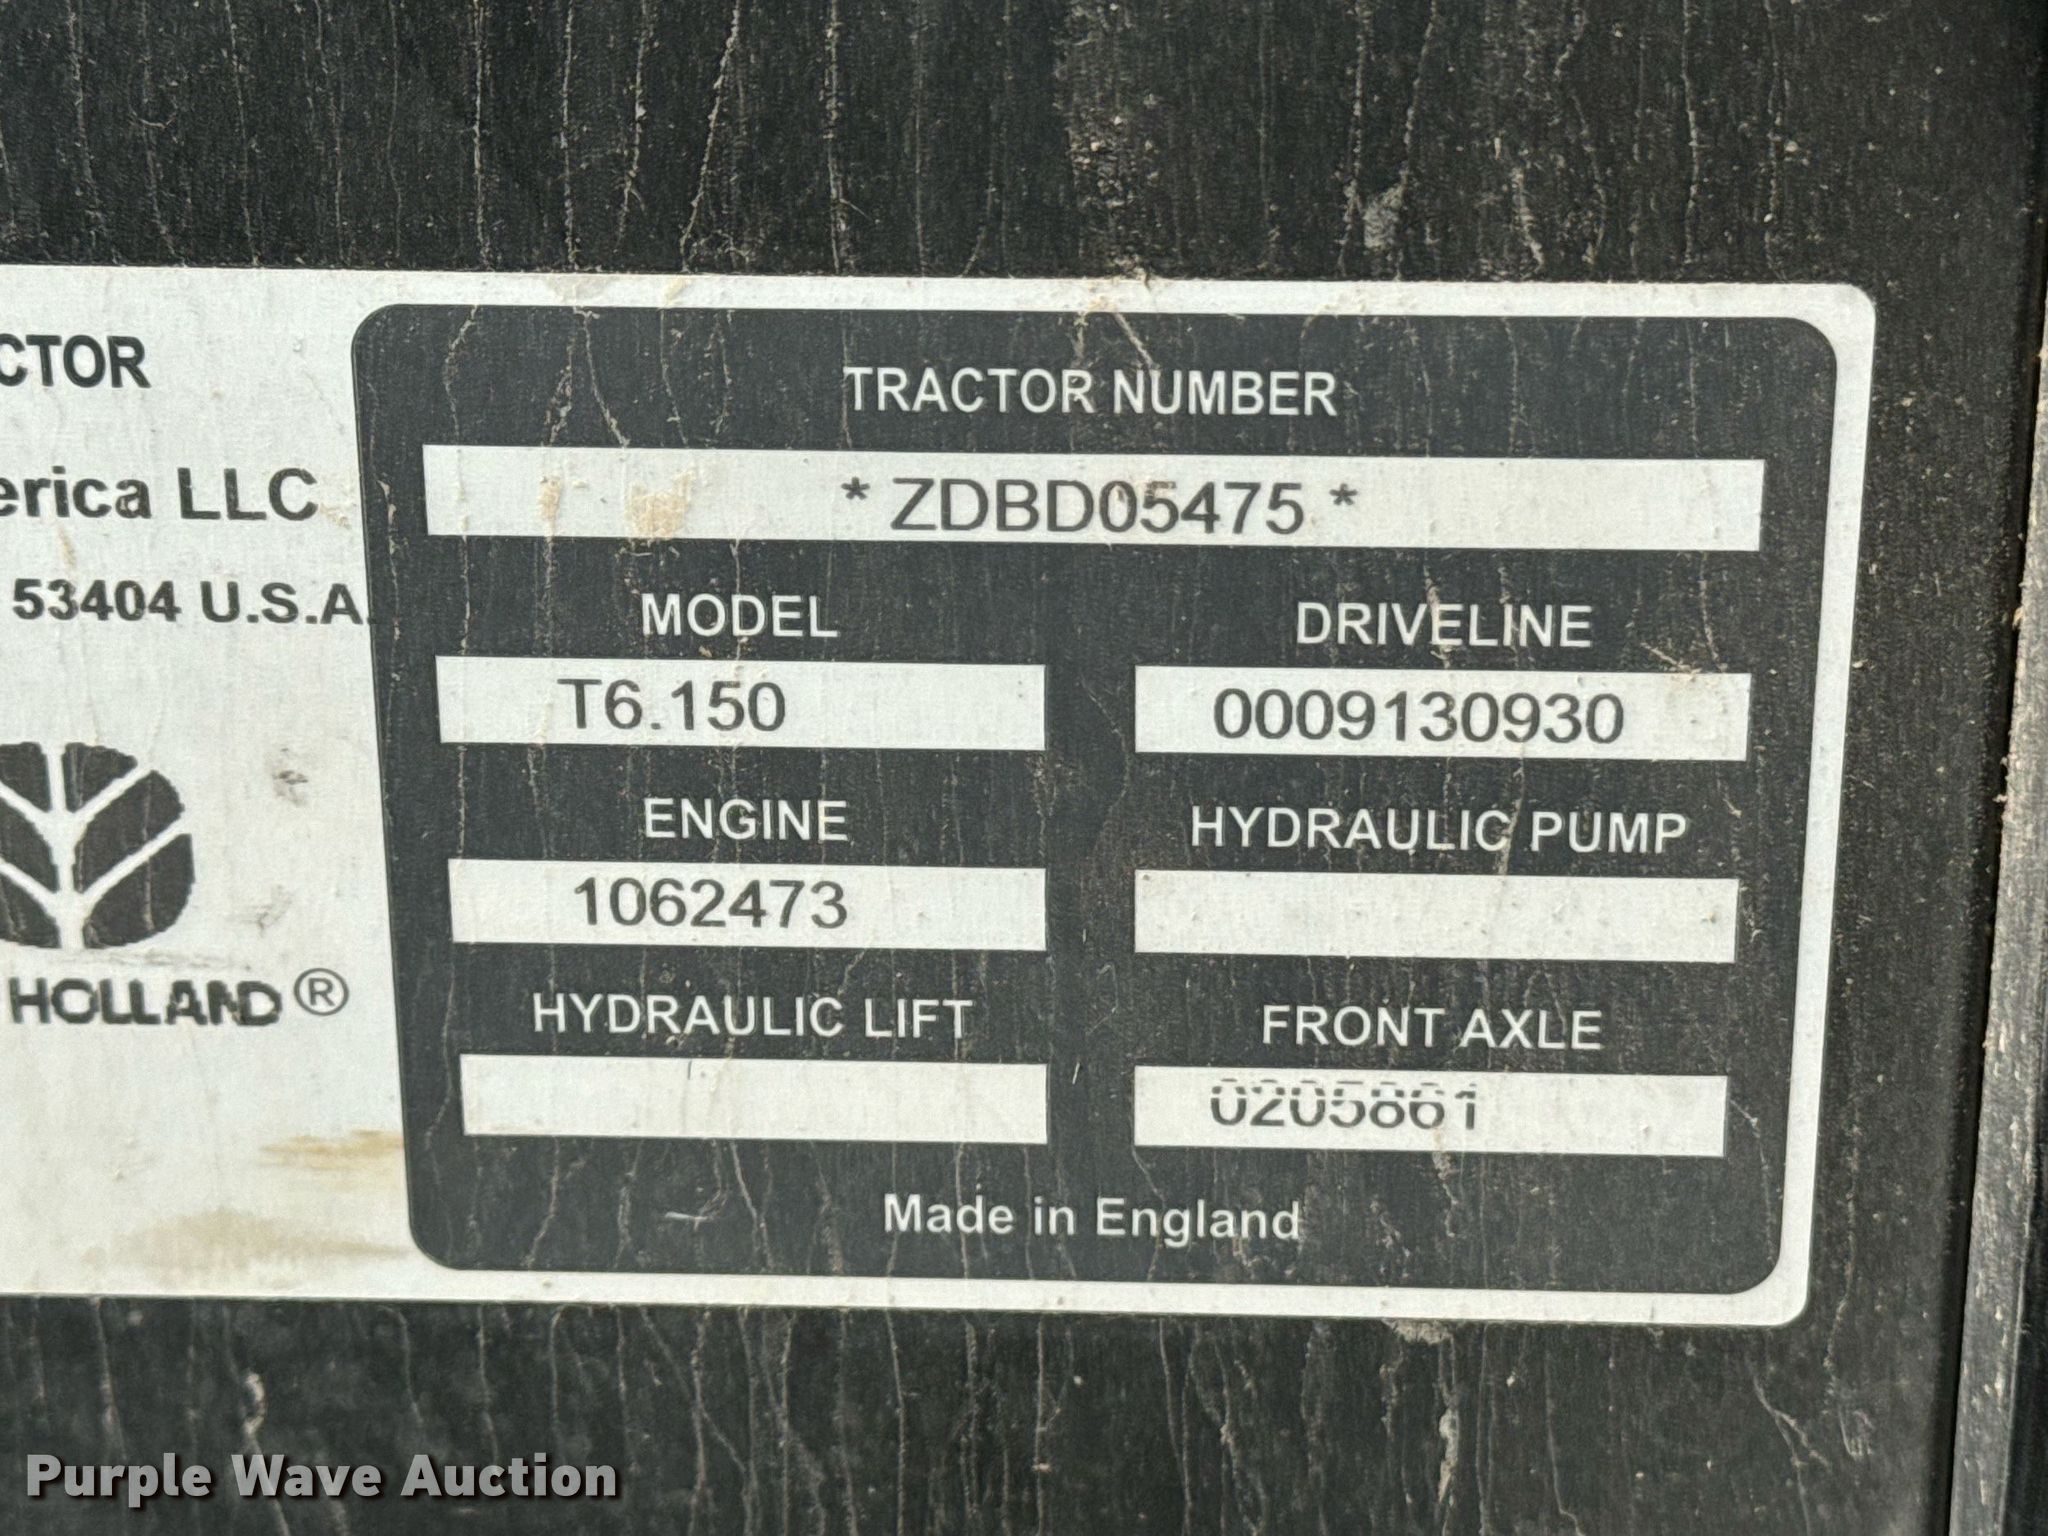 CTOR
erica LLC
53404 U.S.A.
HOLLAND®
TRACTOR NUMBER
* ZDBD05475 *
MODEL DRIVELINE
T6.150 0009130930
ENGINE HYDRAULIC PUMP
1062473
HYDRAULIC LIFT FRONT AXLE
0205861
Made in England
Purple Wave Auction